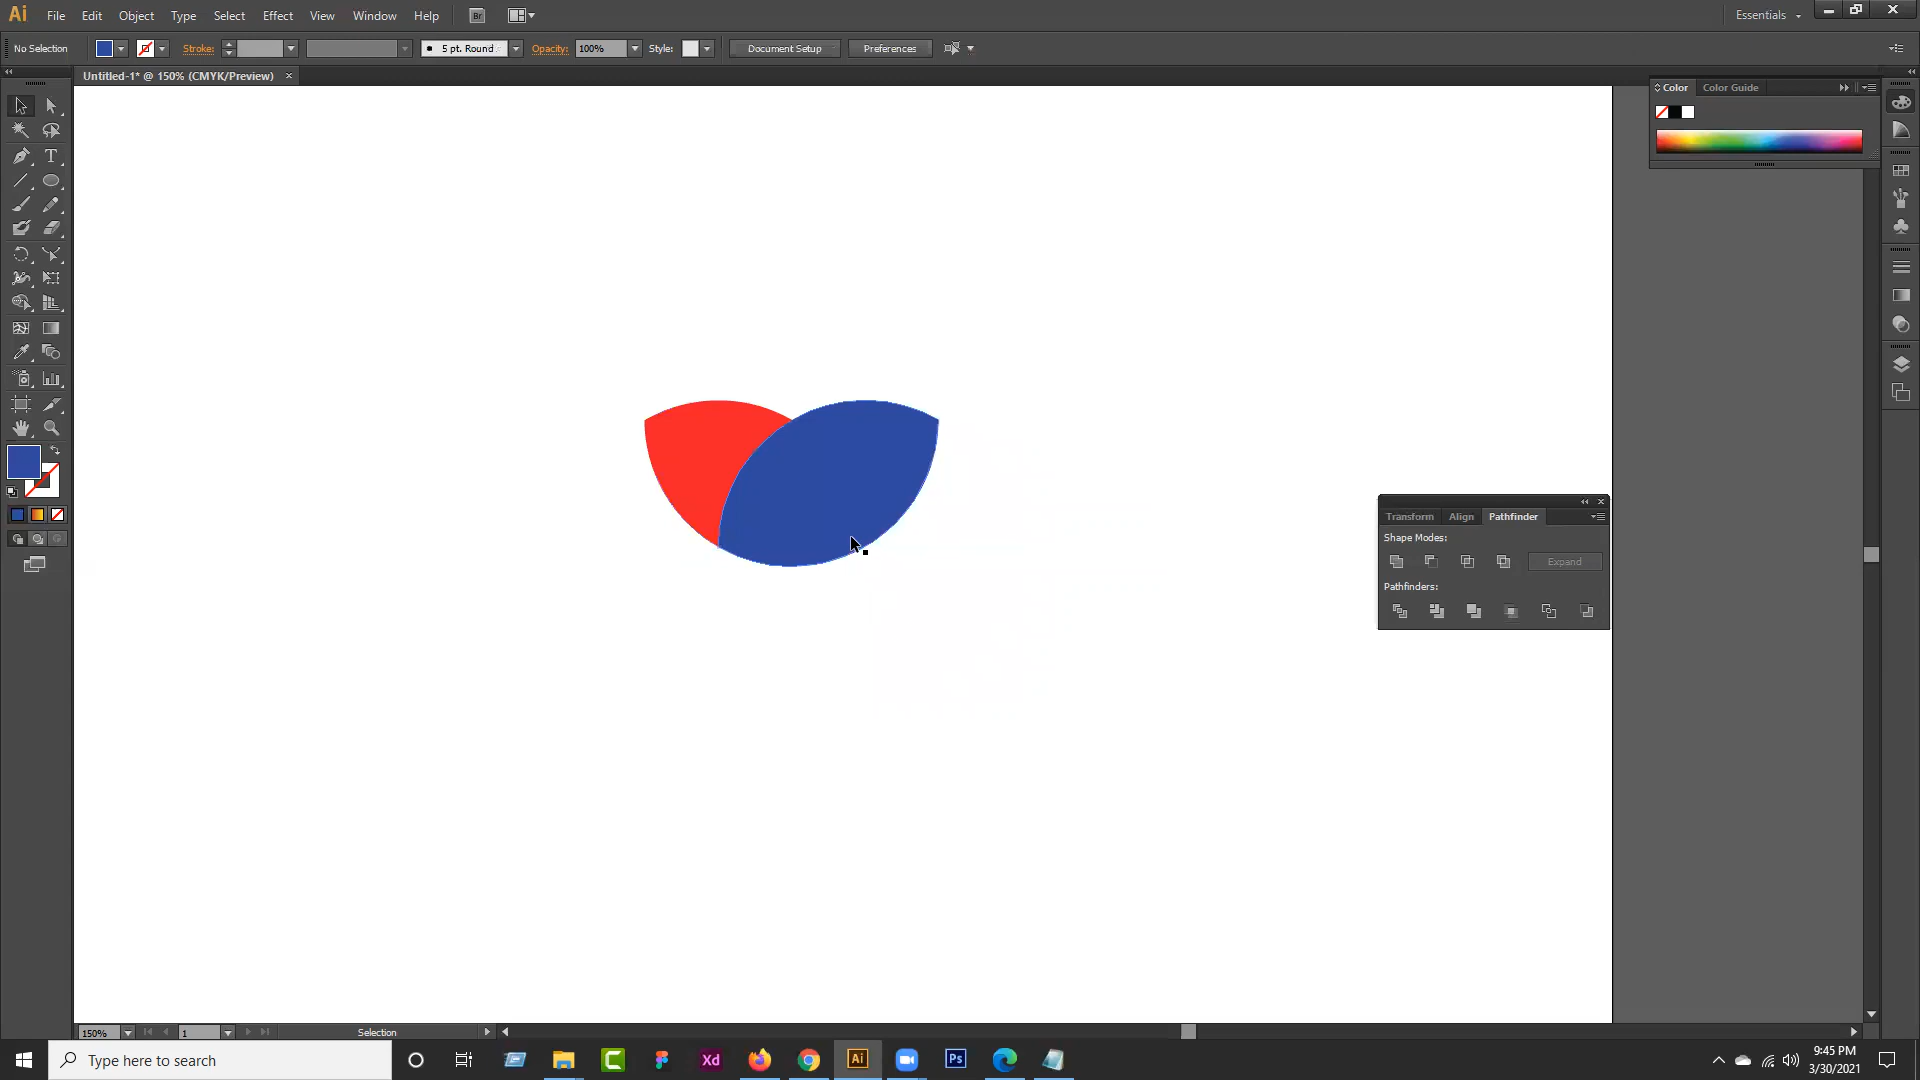 Ai File Edit Object Type Select Effect View Window Help Br Essentials
No Selection Stroke: 5 pt. Round Opacity: 100% Style: Document Setup Preferences
Untitled-1* @ 150% (CMYK/Preview)
Color Color Guide
Transform Align Pathfinder
Shape Modes:
Expand
Pathfinders:
150% 1 Selection
Type here to search Xd Ai Ps 9:45 PM
3/30/2021